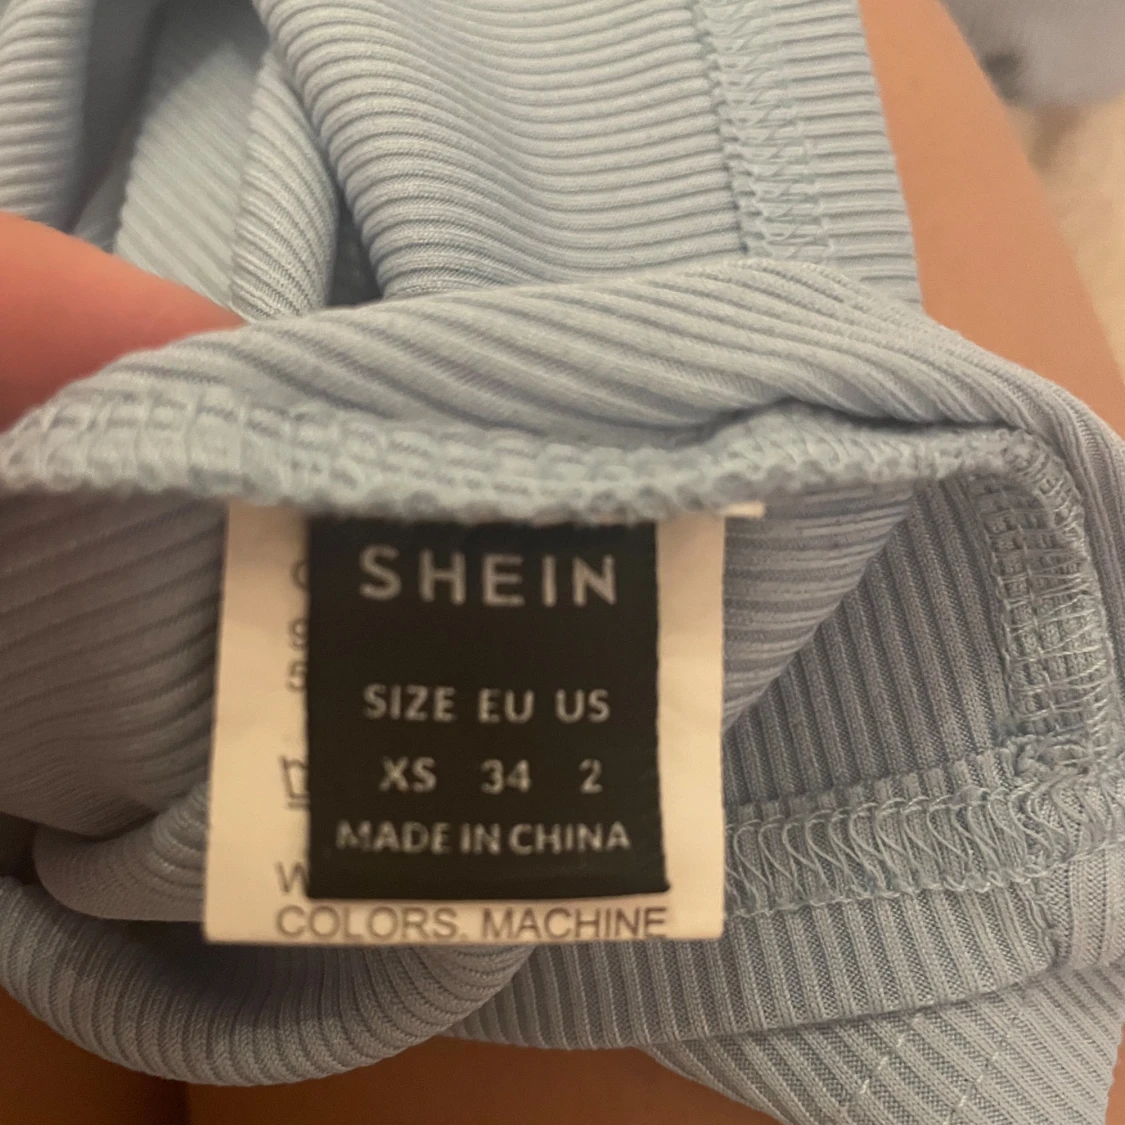 SHEIN
SIZE EU US
XS 34 2
MADE IN CHINA
COLORS. MACHINE